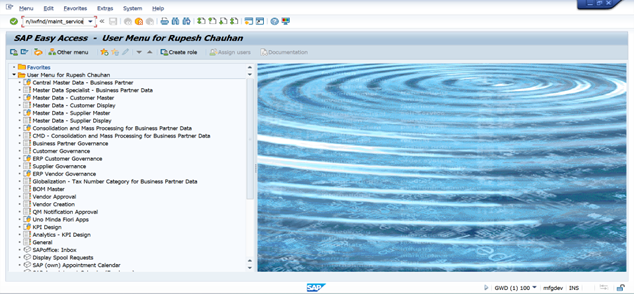 Menu Edit Favorites Extras System Help
n/iwfnd/maint_service
SAP Easy Access - User Menu for Rupesh Chauhan
Other menu Create role Assign users Documentation
Favorites
User Menu for Rupesh Chauhan
Central Master Data - Business Partner
Master Data Specialist - Business Partner Data
Master Data - Customer Master
Master Data - Customer Display
Master Data - Supplier Master
Master Data - Supplier Display
Consolidation and Mass Processing for Business Partner Data
CMD - Consolidation and Mass Processing for Business Partner Data
Business Partner Governance
Customer Governance
ERP Customer Governance
Supplier Governance
ERP Vendor Governance
Globalization - Tax Number Category for Business Partner Data
BOM Master
Vendor Approval
Vendor Creation
QM Notification Approval
Uno Minda Fiori Apps
KPI Design
Analytics - KPI Design
General
SAPoffice: Inbox
Display Spool Requests
SAP (own) Appointment Calendar
SAP GWD (1) 100 mfgdev INS